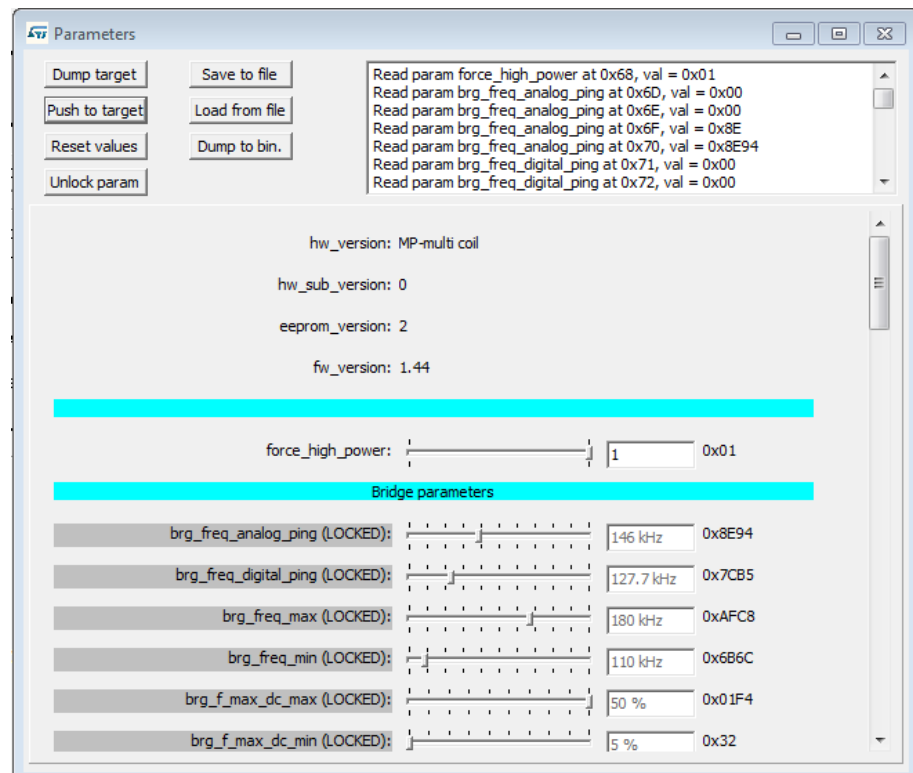 Parameters
Dump target Save to file
Push to target Load from file
Reset values Dump to bin.
Unlock param
Read param force_high_power at 0x68, val = 0x01
Read param brg_freq_analog_ping at 0x6D, val = 0x00
Read param brg_freq_analog_ping at 0x6E, val = 0x00
Read param brg_freq_analog_ping at 0x6F, val = 0x8E
Read param brg_freq_analog_ping at 0x70, val = 0x8E94
Read param brg_freq_digital_ping at 0x71, val = 0x00
Read param brg_freq_digital_ping at 0x72, val = 0x00
hw_version: MP-multi coil
hw_sub_version: 0
eeprom_version: 2
fw_version: 1.44
force_high_power: 1 0x01
Bridge parameters
brg_freq_analog_ping (LOCKED): 146 kHz 0x8E94
brg_freq_digital_ping (LOCKED): 127.7 kHz 0x7CB5
brg_freq_max (LOCKED): 180 kHz 0xAFC8
brg_freq_min (LOCKED): 110 kHz 0x6B6C
brg_f_max_dc_max (LOCKED): 50 % 0x01F4
brg_f_max_dc_min (LOCKED): 5 % 0x32